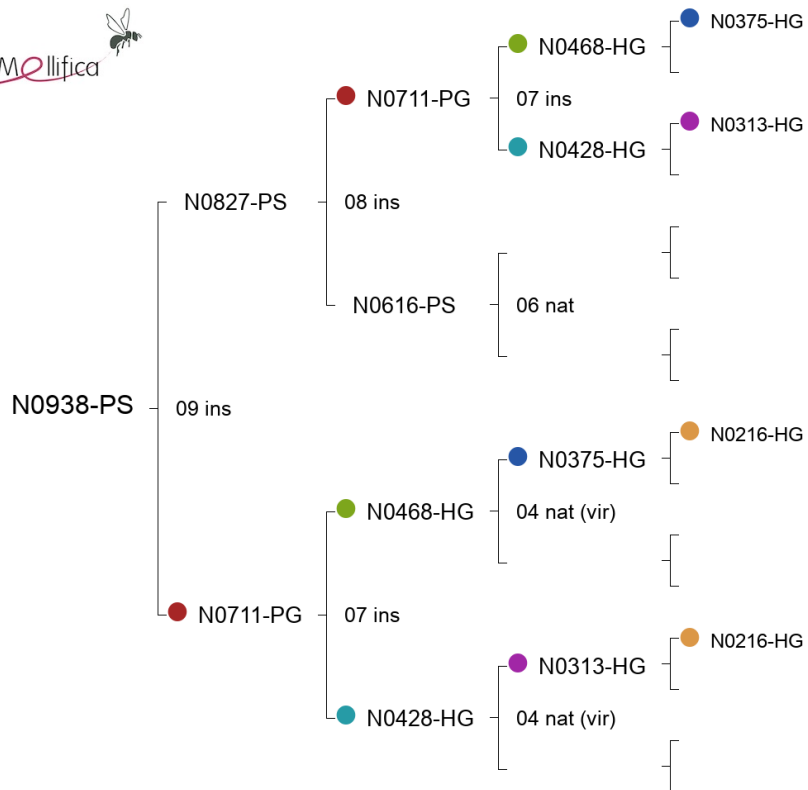 Mellifica
N0375-HG
N0468-HG
N0711-PG
07 ins
N0313-HG
N0428-HG
N0827-PS
08 ins
N0616-PS
06 nat
N0938-PS
09 ins
N0216-HG
N0375-HG
N0468-HG
04 nat (vir)
N0711-PG
07 ins
N0216-HG
N0313-HG
N0428-HG
04 nat (vir)